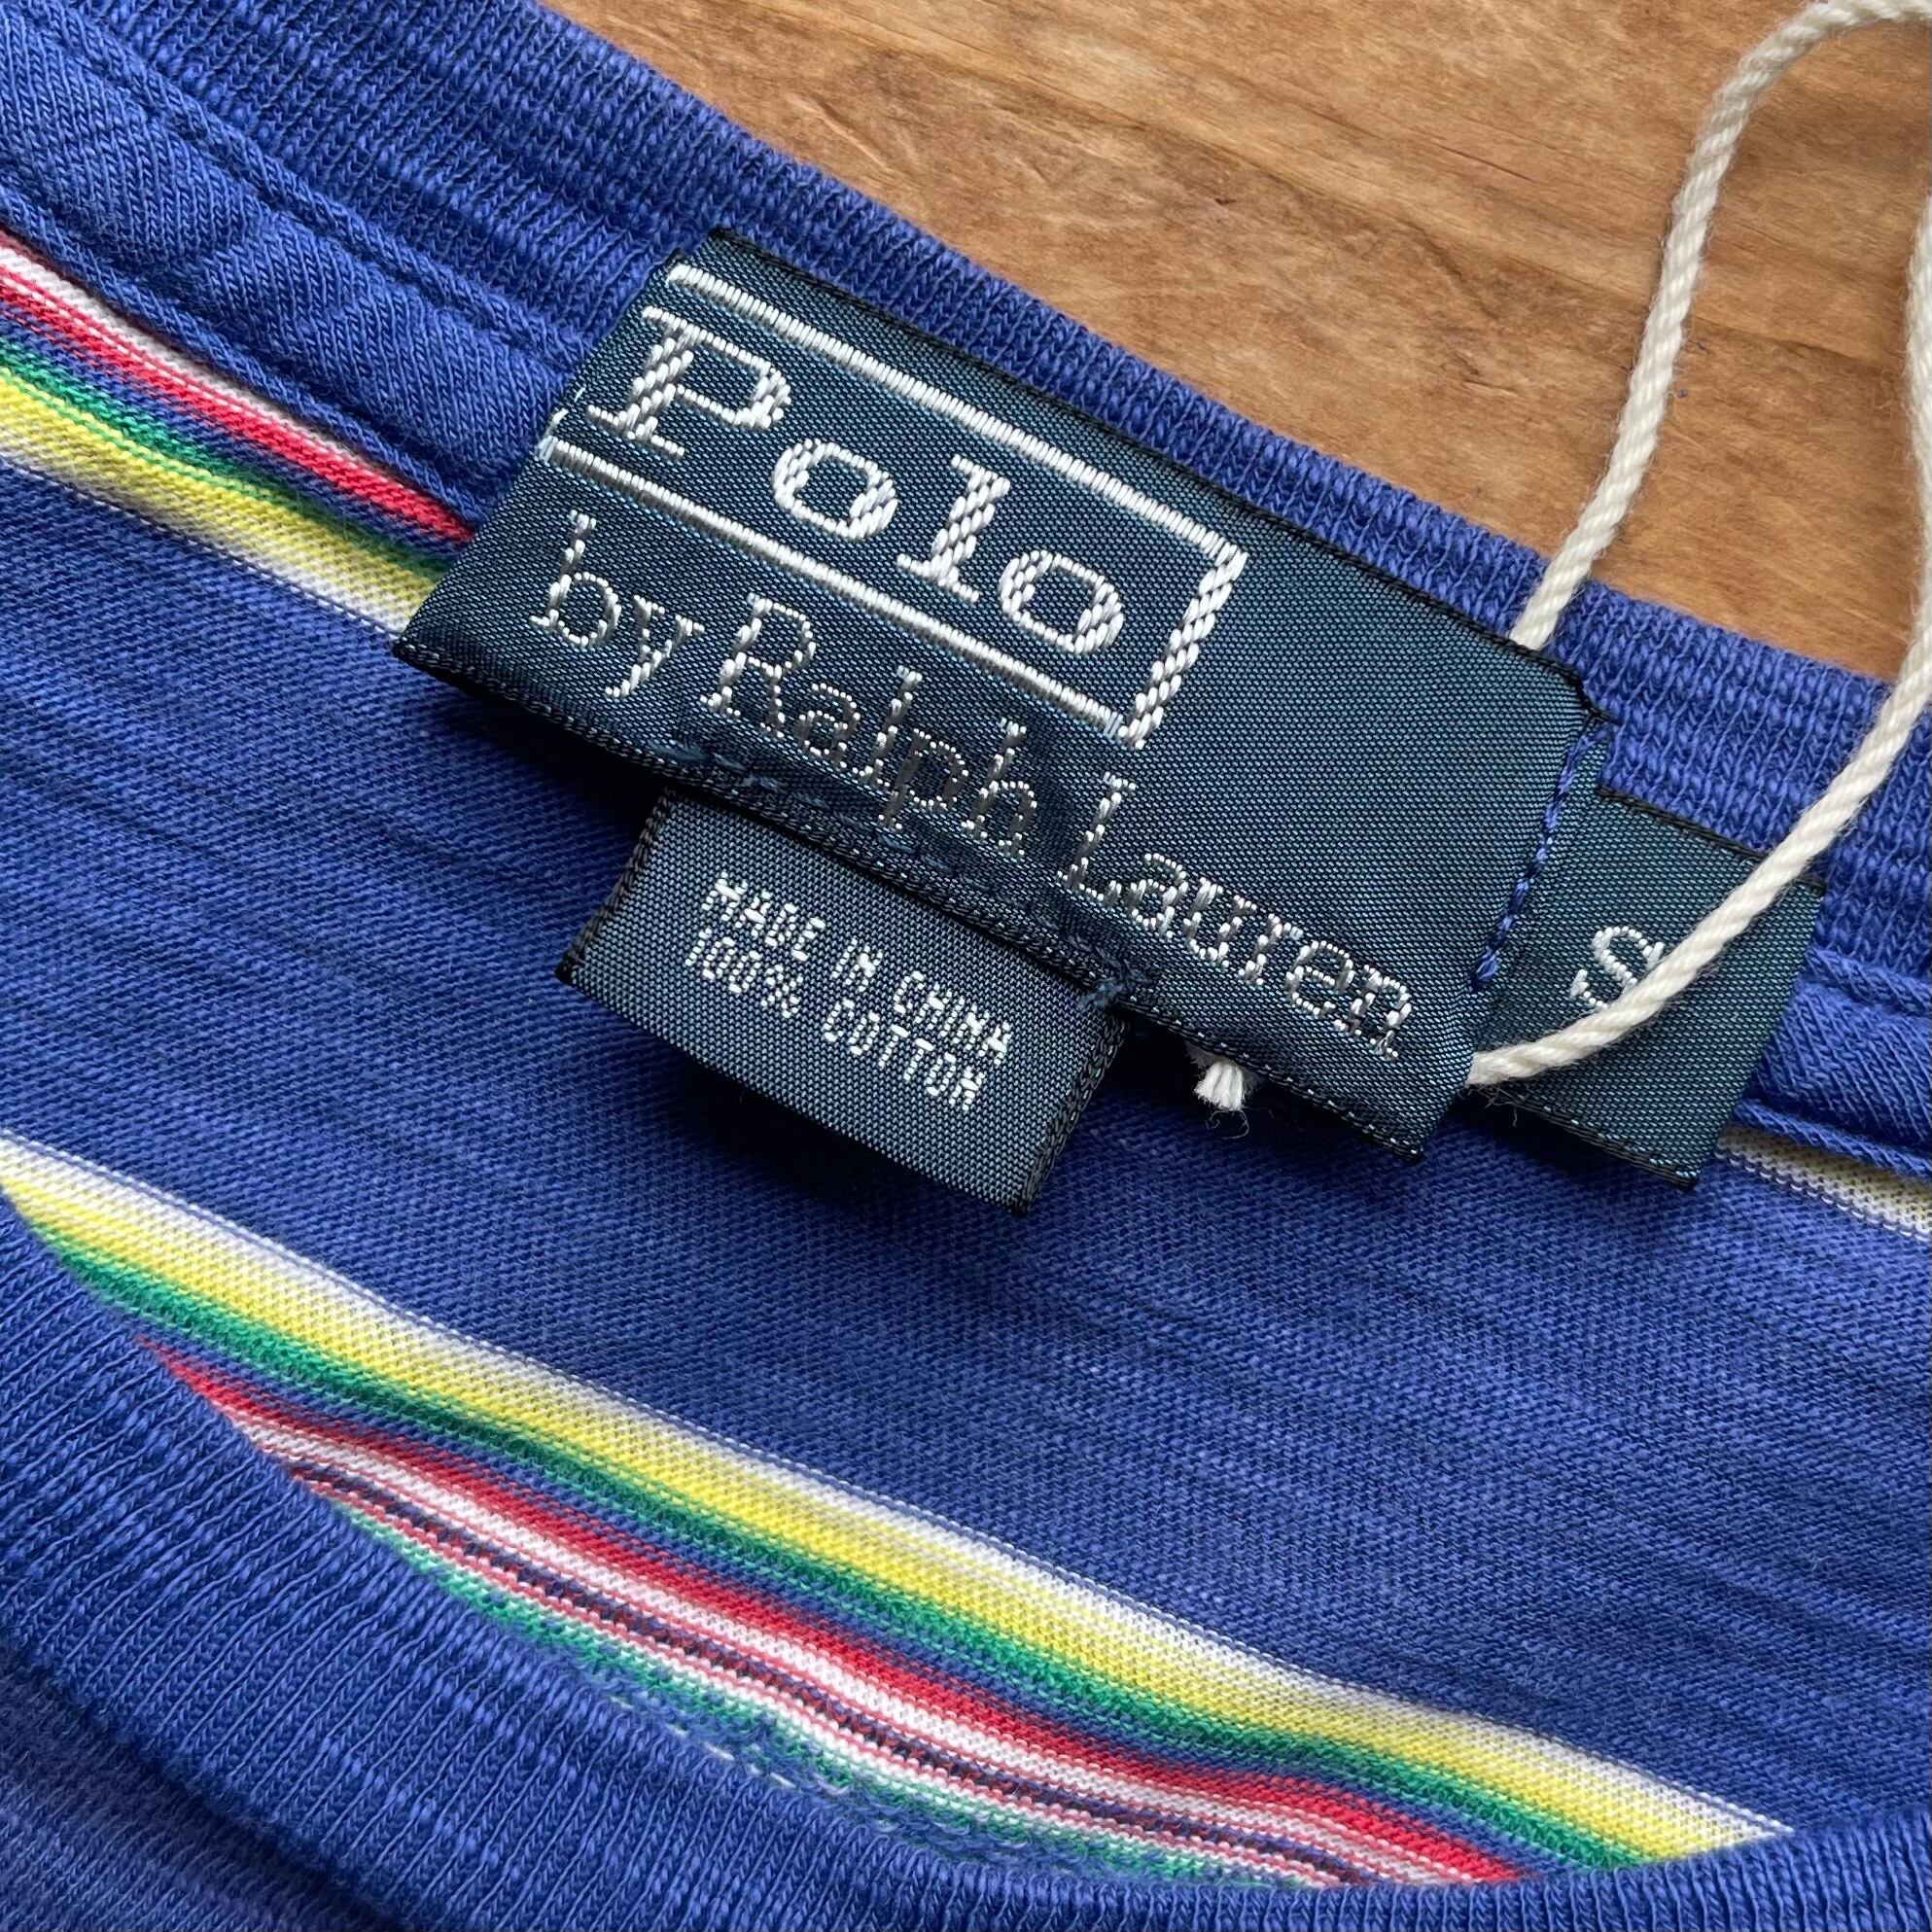 Polo
by Ralph Lauren
S
MADE IN CHINA
100% COTTON